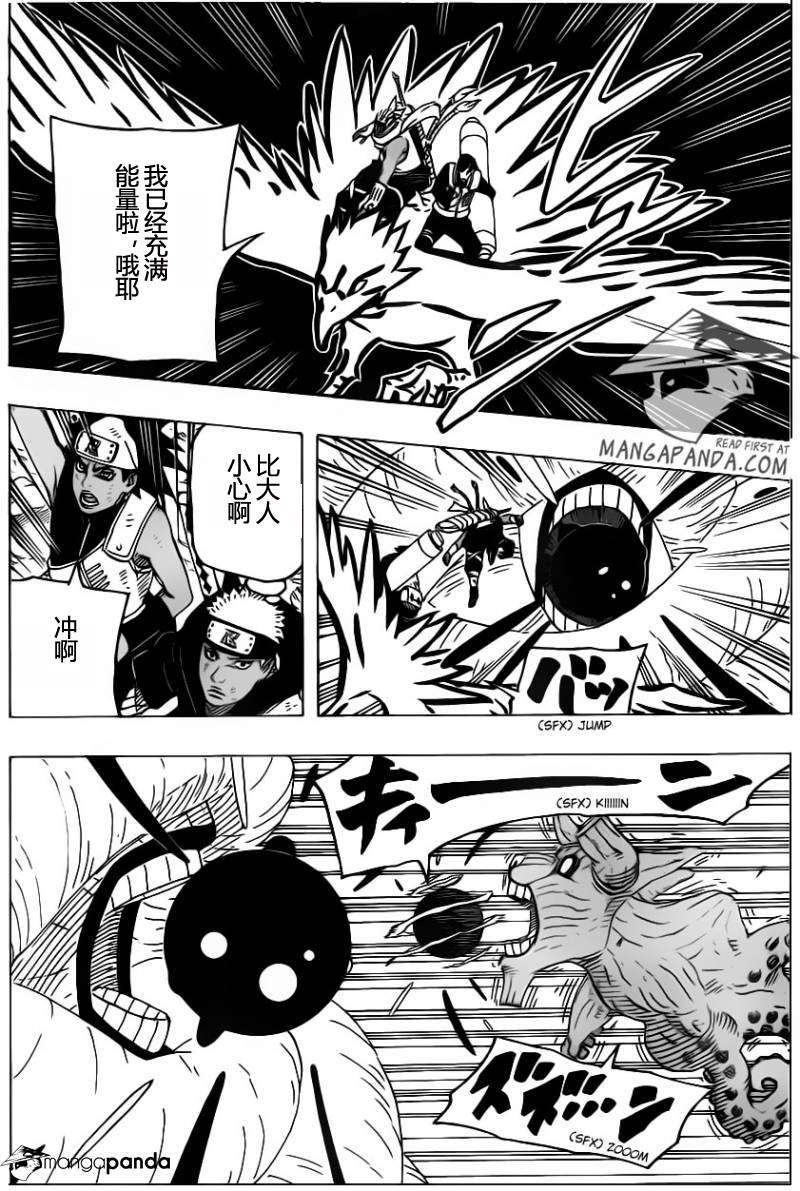 我已经充满
能量啦，哦耶
READ FIRST AT
MANGAPANDA.COM
比大人
小心啊
冲啊
バッ
(SFX) JUMP
キィーーン
(SFX) KIIIIIIN
ズズズ…ン
(SFX) ZOOOM
mangapanda